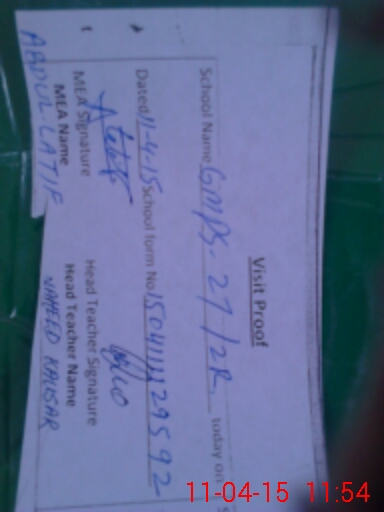 Visit Proof
School Name GMPS-27/2R today on
Dated 11-4-15 School form No
MEA Signature Head Teacher Signature
MEA Name Head Teacher Name
ABDUL LATIF NAHEED KAUSAR
11-04-15 11:54